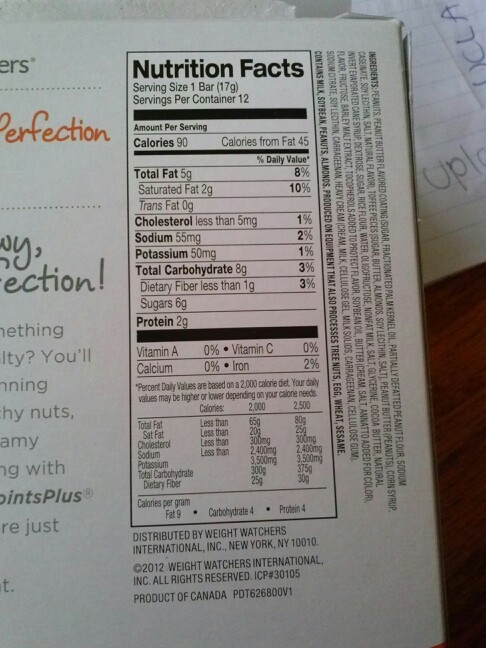 ers®
Perfection
wy,
ection!
mething
lty? You'll
nning
thy nuts,
amy
ng with
ointsPlus®
re just
t.
Nutrition Facts
Serving Size 1 Bar (17g)
Servings Per Container 12
Amount Per Serving
Calories 90 Calories from Fat 45
% Daily Value*
Total Fat 5g 8%
Saturated Fat 2g 10%
Trans Fat 0g
Cholesterol less than 5mg 1%
Sodium 55mg 2%
Potassium 50mg 1%
Total Carbohydrate 8g 3%
Dietary Fiber less than 1g 3%
Sugars 6g
Protein 2g
Vitamin A 0% • Vitamin C 0%
Calcium 0% • Iron 2%
*Percent Daily Values are based on a 2,000 calorie diet. Your daily
values may be higher or lower depending on your calorie needs.
Calories: 2,000 2,500
Total Fat Less than 65g 80g
Sat Fat Less than 20g 25g
Cholesterol Less than 300mg 300mg
Sodium Less than 2,400mg 2,400mg
Potassium 3,500mg 3,500mg
Total Carbohydrate 300g 375g
Dietary Fiber 25g 30g
Calories per gram
Fat 9 • Carbohydrate 4 • Protein 4
DISTRIBUTED BY WEIGHT WATCHERS
INTERNATIONAL, INC., NEW YORK, NY 10010.
©2012 WEIGHT WATCHERS INTERNATIONAL,
INC. ALL RIGHTS RESERVED. ICP#30105
PRODUCT OF CANADA PDT626800V1
INGREDIENTS: PEANUTS, PEANUT BUTTER FLAVORED COATING (SUGAR, FRACTIONATED PALM KERNEL OIL, PARTIALLY DEFATTED PEANUT FLOUR, SODIUM
CASEINATE, SOY LECITHIN, SALT, NATURAL FLAVOR), TOFFEE PIECES (SUGAR, BUTTER, ALMONDS, SOY LECITHIN, SALT), PEANUT BUTTER (PEANUTS), CORN SYRUP,
INVERT EVAPORATED CANE SYRUP, DEXTROSE, SUGAR, RICE FLOUR, WATER, OLIGOFRUCTOSE, NONFAT MILK, SALT, GLYCERINE, COCOA BUTTER, NATURAL
FLAVOR, FRUCTOSE, BARLEY MALT EXTRACT, TOCOPHEROLS ADDED TO PROTECT FLAVOR, SOYBEAN OIL, BUTTER (CREAM, SALT, ANNATTO ADDED FOR COLOR),
SODIUM CITRATE, SOY LECITHIN, CARRAGEENAN, HEAVY CREAM (CREAM, MILK, CELLULOSE GEL, MILK SOLIDS, CARRAGEENAN, CELLULOSE GUM).
CONTAINS MILK, SOYBEAN, PEANUTS, ALMONDS. PRODUCED ON EQUIPMENT THAT ALSO PROCESSES TREE NUTS, EGG, WHEAT, SESAME.
UCLA